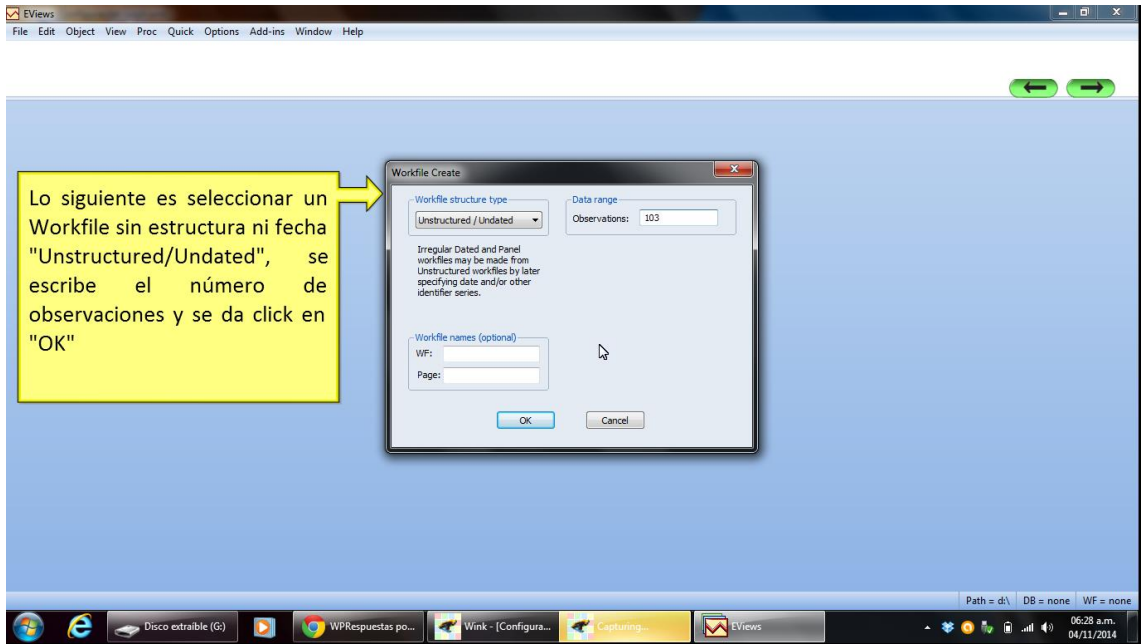 EViews
File Edit Object View Proc Quick Options Add-ins Window Help
Lo siguiente es seleccionar un
Workfile sin estructura ni fecha
"Unstructured/Undated", se
escribe el número de
observaciones y se da click en
"OK"
Workfile Create
Workfile structure type
Unstructured / Undated
Irregular Dated and Panel
workfiles may be made from
Unstructured workfiles by later
specifying date and/or other
identifier series.
Data range
Observations: 103
Workfile names (optional)
WF:
Page:
OK Cancel
Path = d:\ DB = none WF = none
Disco extraíble (G:) WPRespuestas po... Wink - [Configura... Capturing... EViews
06:28 a.m.
04/11/2014